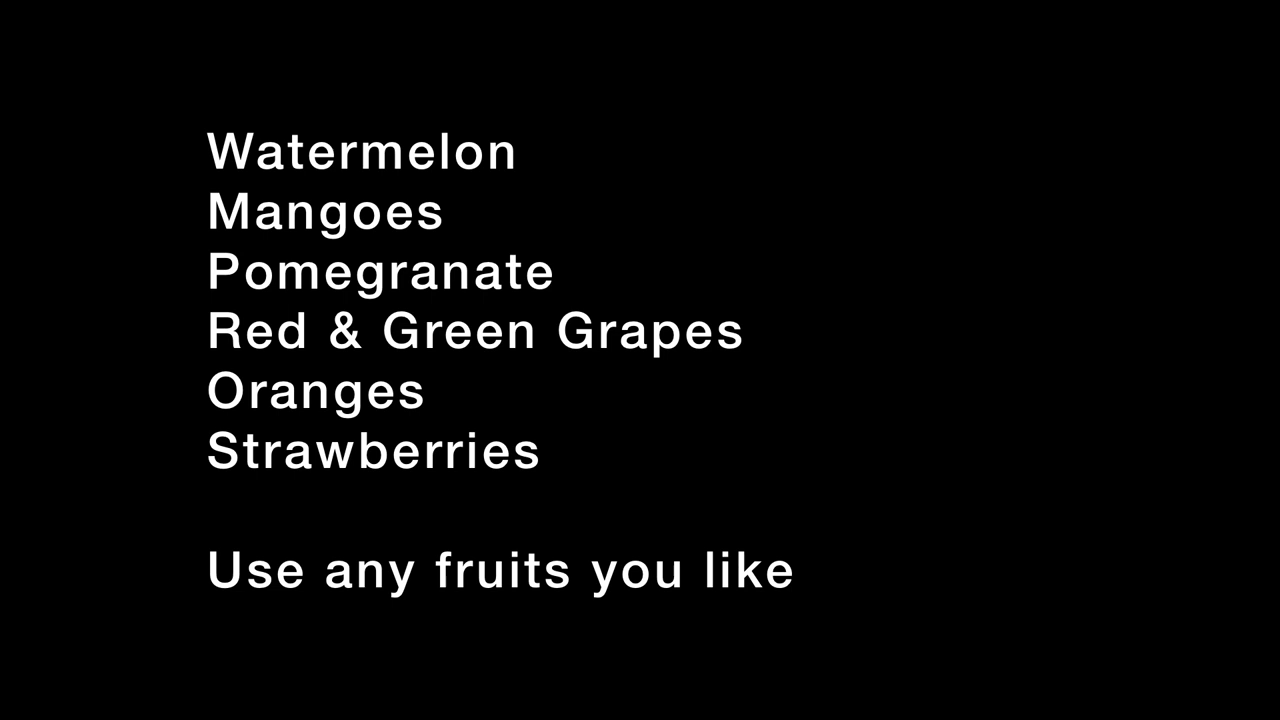 Watermelon
Mangoes
Pomegranate
Red & Green Grapes
Oranges
Strawberries
Use any fruits you like